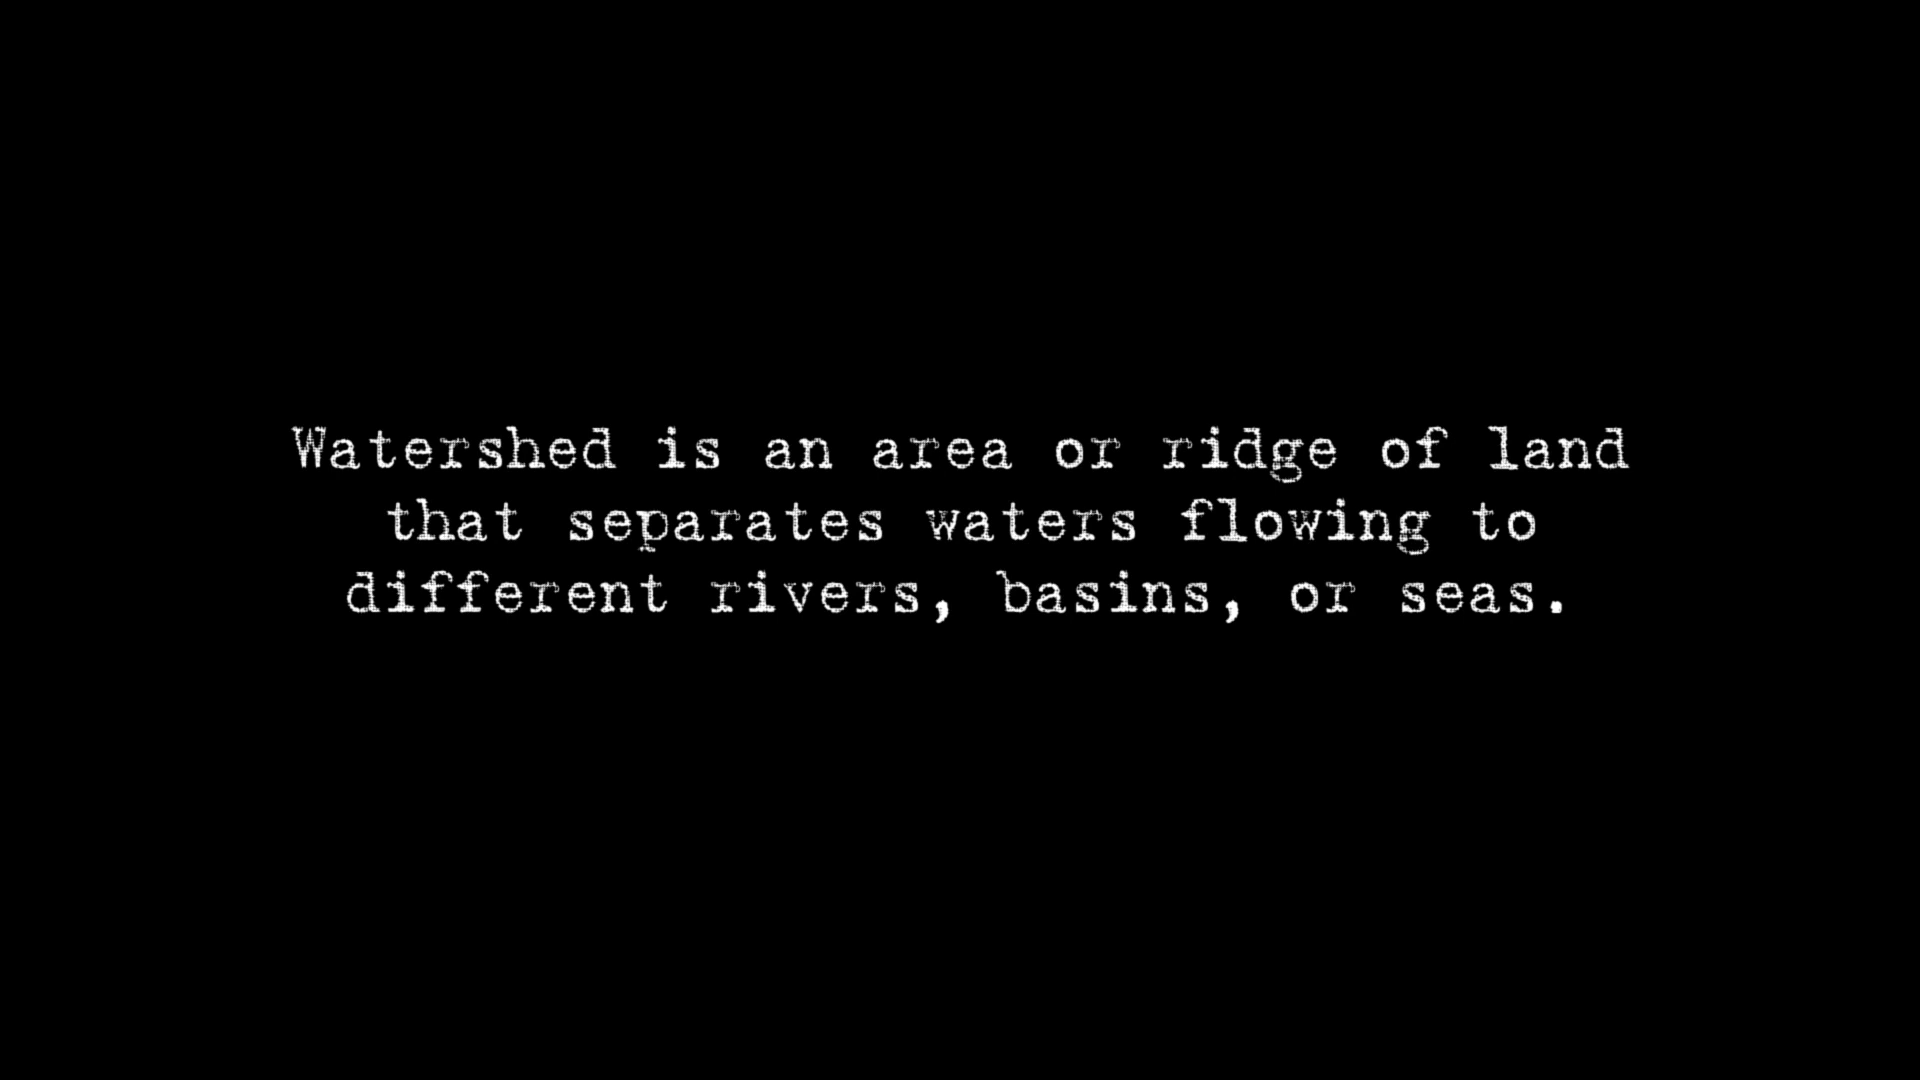 Watershed is an area or ridge of land
that separates waters flowing to
different rivers, basins, or seas.